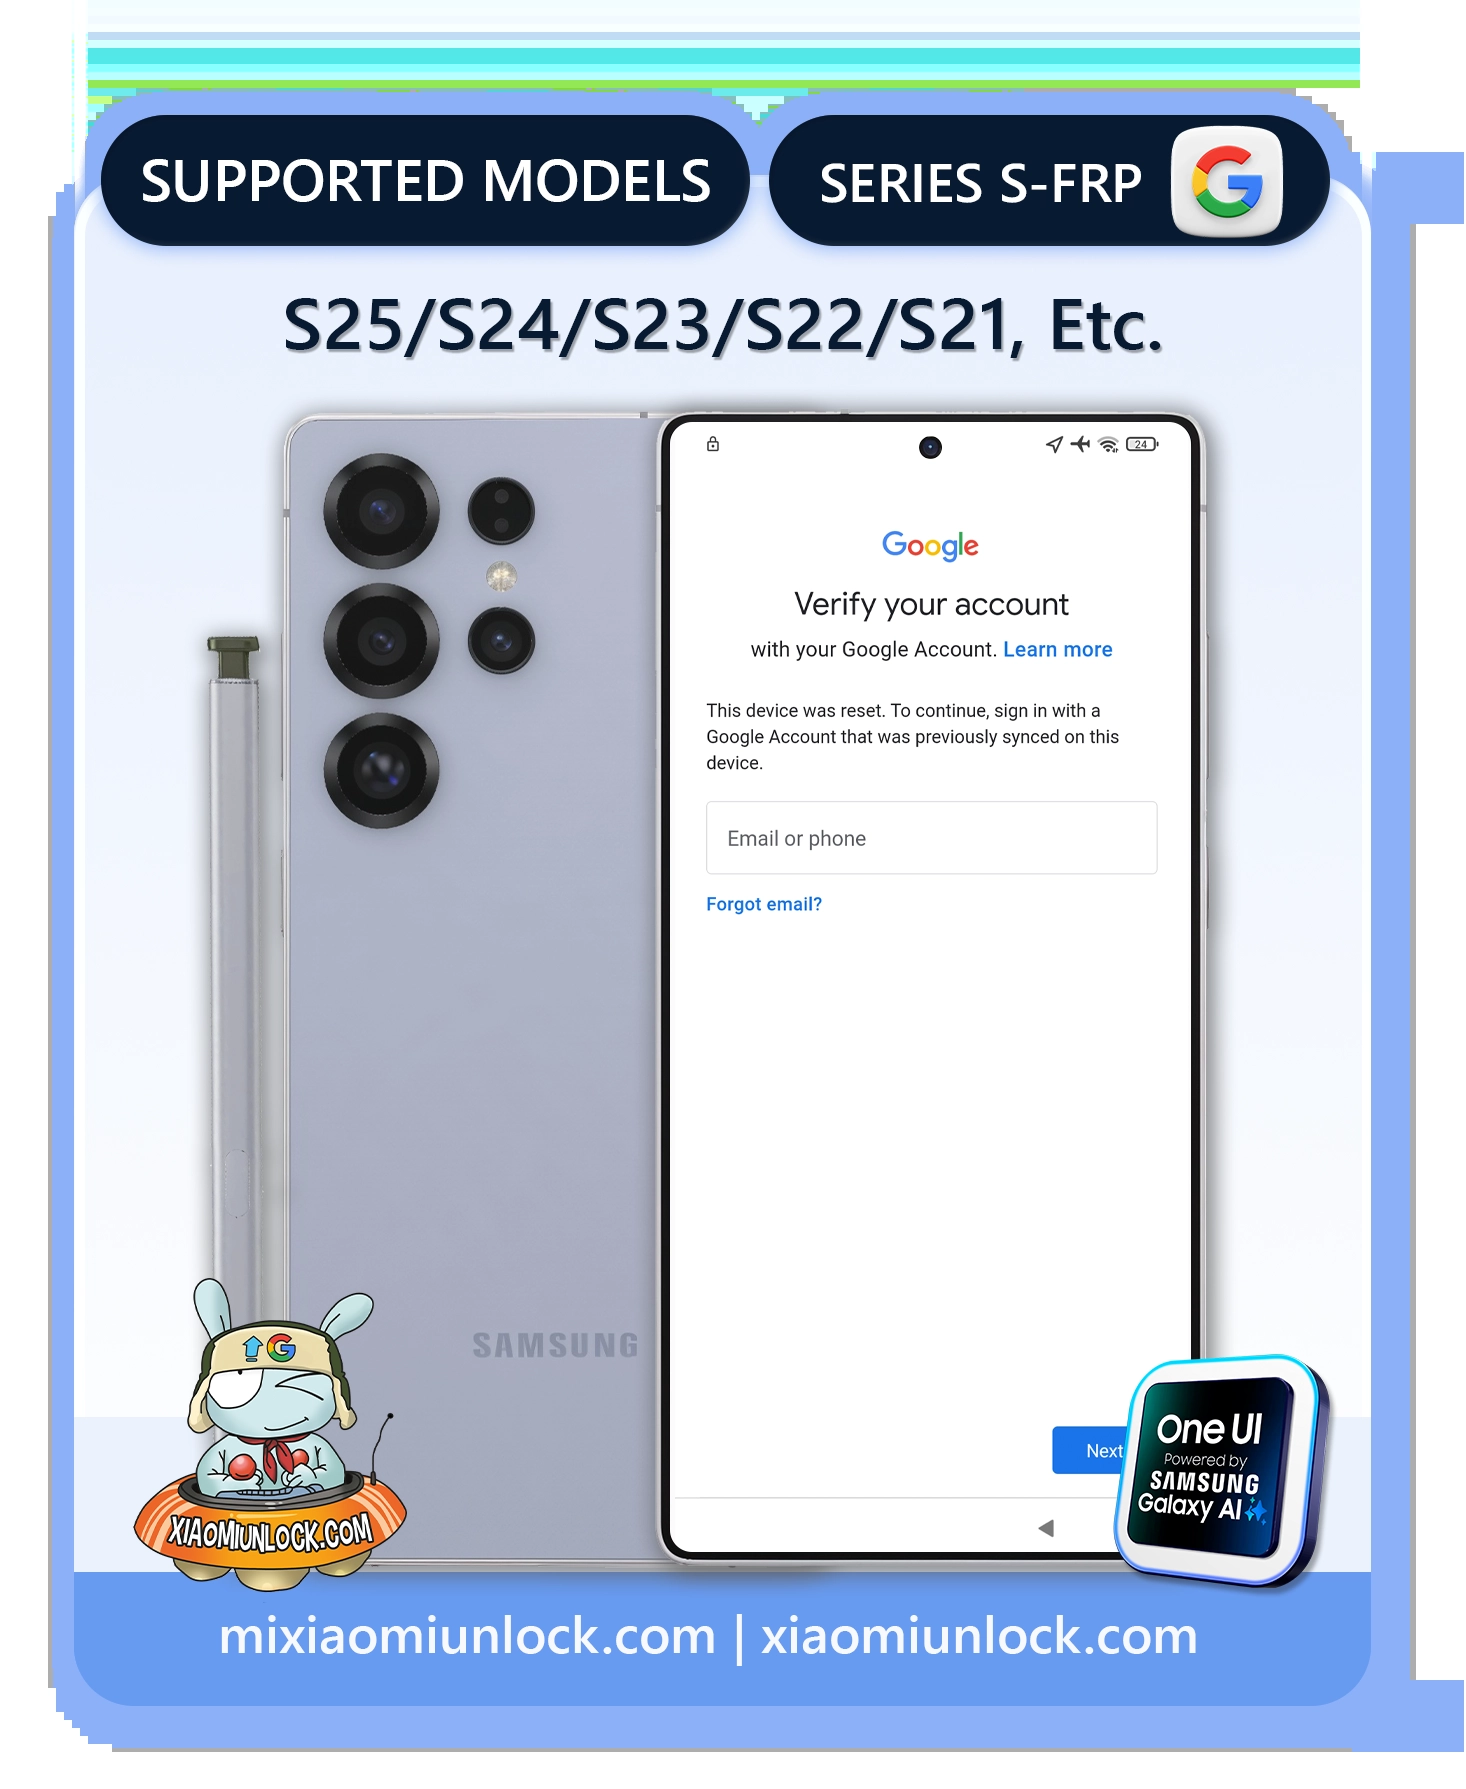 SUPPORTED MODELS
SERIES S-FRP G
S25/S24/S23/S22/S21, Etc.
24
Google
Verify your account
with your Google Account. Learn more
This device was reset. To continue, sign in with a
Google Account that was previously synced on this
device.
Email or phone
Forgot email?
SAMSUNG
G
XIAOMIUNLOCK.COM
Next
One UI
Powered by
SAMSUNG
Galaxy AI
mixiaomiunlock.com | xiaomiunlock.com